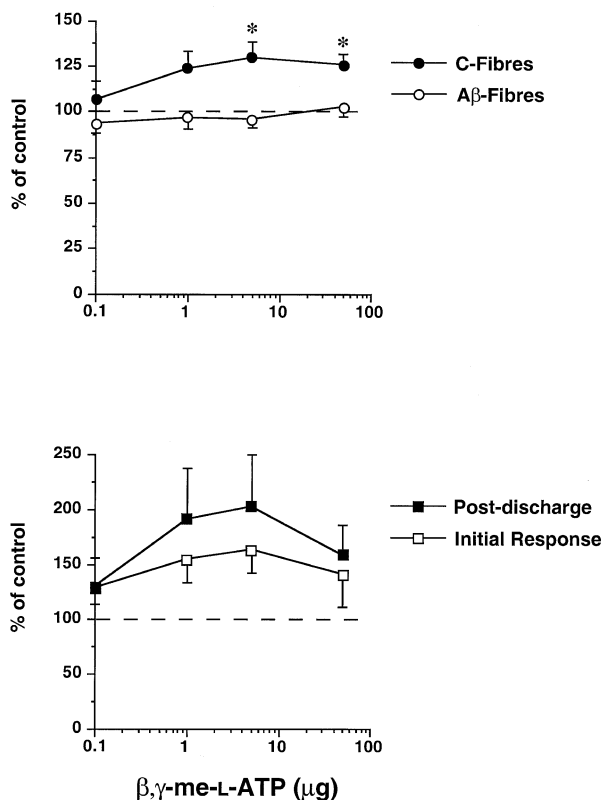 150
125
100
75
50
25
0
% of control
0.1 1 10 100
* *
C-Fibres
Aβ-Fibres
250
200
150
100
50
0
% of control
0.1 1 10 100
Post-discharge
Initial Response
β,γ-me-L-ATP (μg)